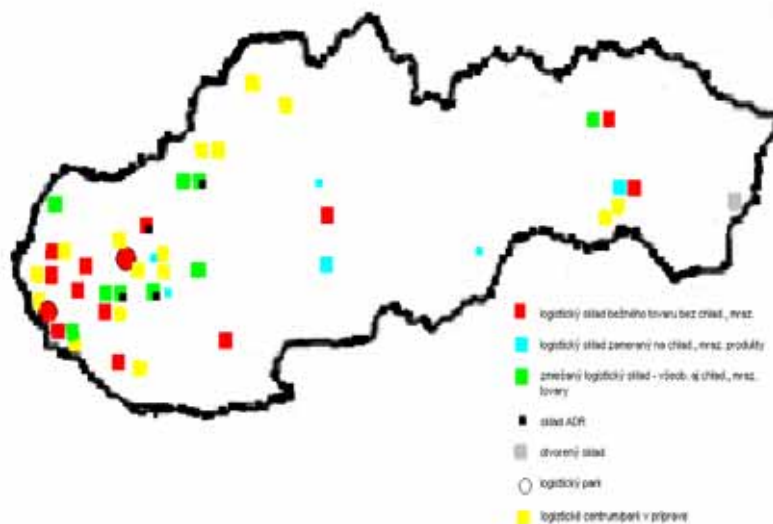 logistický sklad bežného tovaru bez chlad., mraz.
logistický sklad zameraný na chlad., mraz. produkty
zmiešaný logistický sklad - všeob. aj chlad., mraz.
tovary
sklad ADR
otvorený sklad
logistický park
logistické centrum/park v príprave